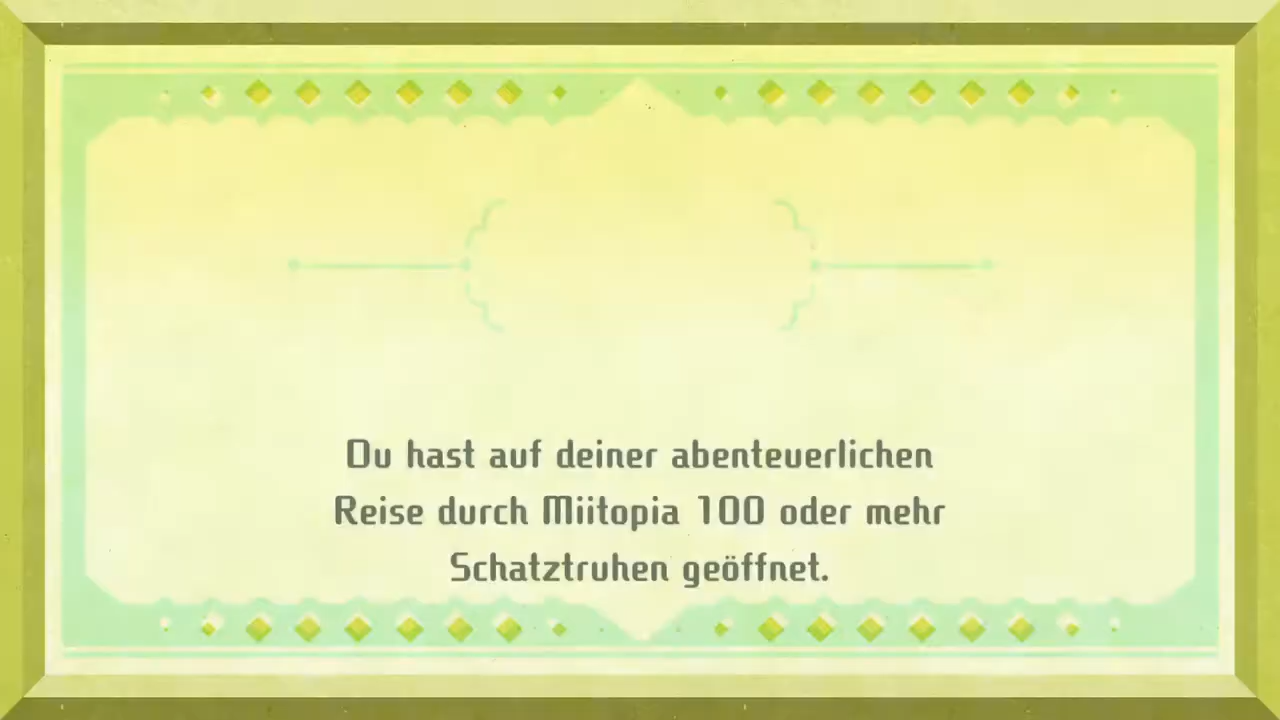 Du hast auf deiner abenteuerlichen
Reise durch Miitopia 100 oder mehr
Schatztruhen geöffnet.